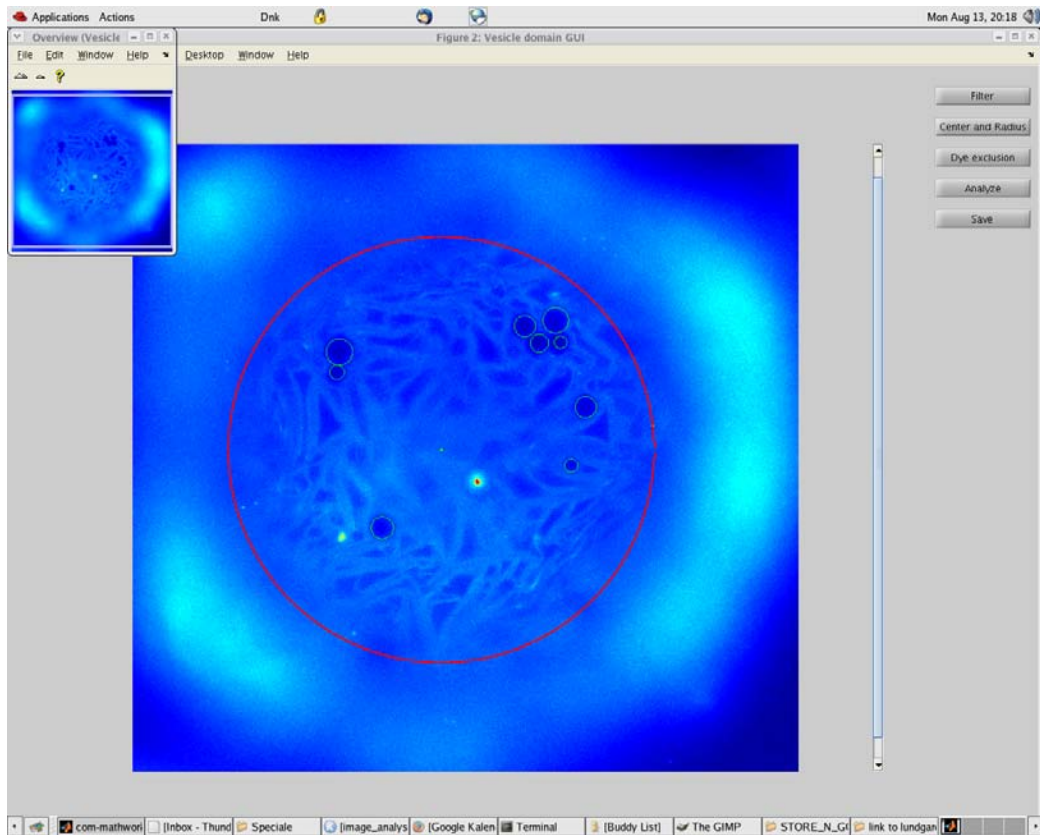 Applications Actions Dnk Mon Aug 13, 20:18
Overview (Vesicle Figure 2: Vesicle domain GUI
File Edit Window Help Desktop Window Help
Filter
Center and Radius
Dye exclusion
Analyze
Save
com-mathwor [Inbox - Thund Speciale [image_analys [Google Kalen Terminal [Buddy List] The GIMP STORE_N_G link to lundgar